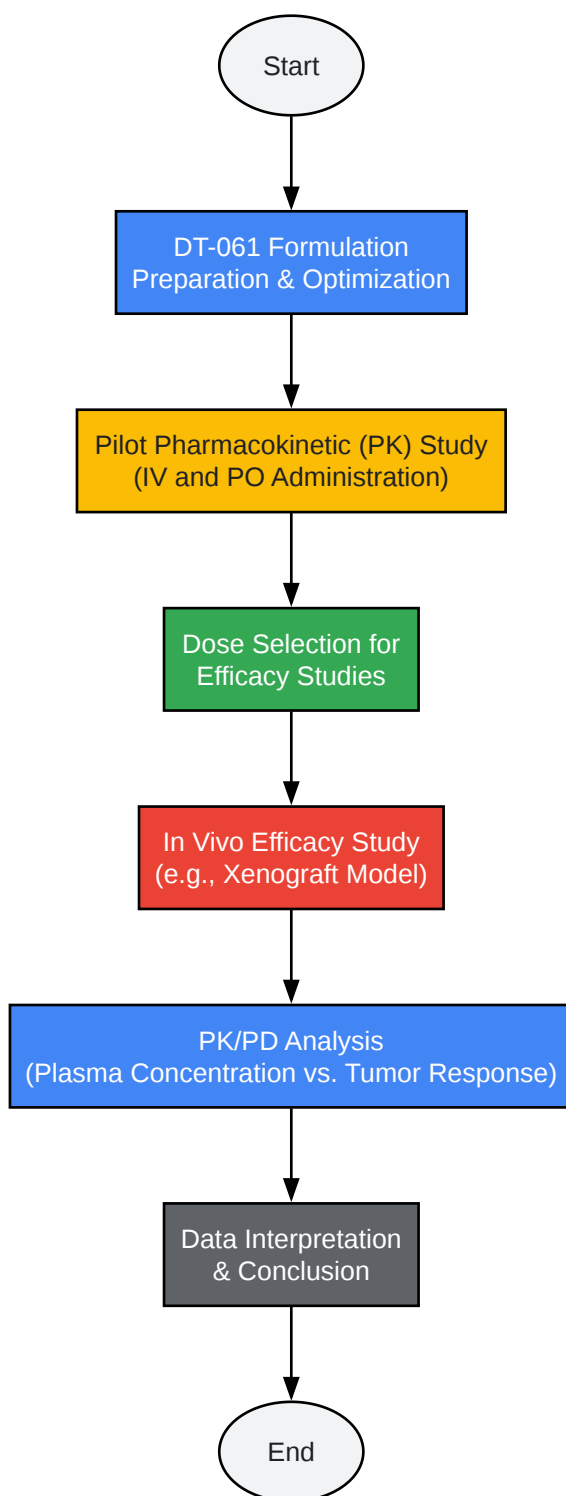 Start
DT-061 Formulation
Preparation & Optimization
Pilot Pharmacokinetic (PK) Study
(IV and PO Administration)
Dose Selection for
Efficacy Studies
In Vivo Efficacy Study
(e.g., Xenograft Model)
PK/PD Analysis
(Plasma Concentration vs. Tumor Response)
Data Interpretation
& Conclusion
End